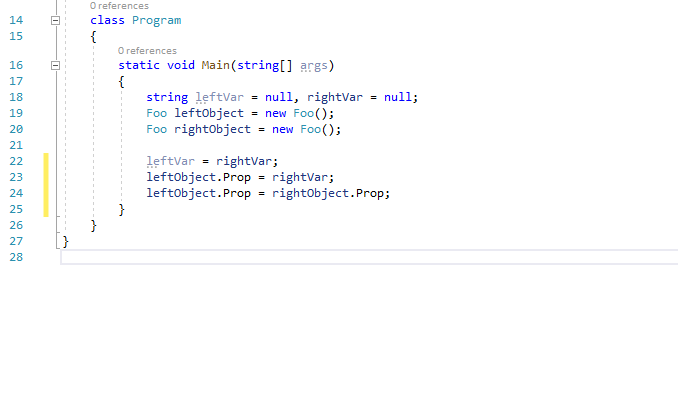 0 references
14 class Program
15 {
0 references
16 static void Main(string[] args)
17 {
18 string leftVar = null, rightVar = null;
19 Foo leftObject = new Foo();
20 Foo rightObject = new Foo();
21
22 leftVar = rightVar;
23 leftObject.Prop = rightVar;
24 leftObject.Prop = rightObject.Prop;
25 }
26 }
27 }
28